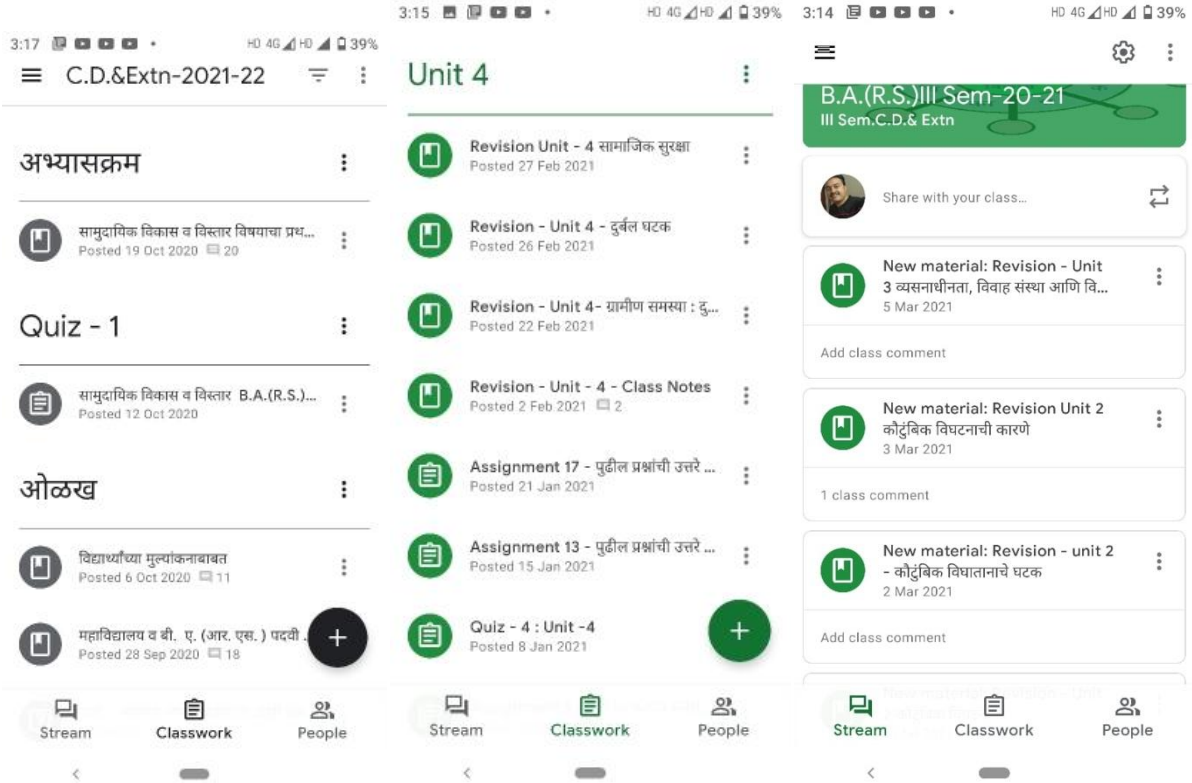 3:17 HD 4G HD 39%
C.D.&Extn-2021-22
अभ्यासक्रम
सामुदायिक विकास व विस्तार विषयाचा प्रथ...
Posted 19 Oct 2020 20
Quiz - 1
सामुदायिक विकास व विस्तार B.A.(R.S.)...
Posted 12 Oct 2020
ओळख
विद्यार्थ्यांच्या मुल्यांकनाबाबत
Posted 6 Oct 2020 11
महाविद्यालय व बी. ए. (आर. एस. ) पदवी .
Posted 28 Sep 2020 18
Stream Classwork People
3:15 HD 4G HD 39%
Unit 4
Revision Unit - 4 सामाजिक सुरक्षा
Posted 27 Feb 2021
Revision - Unit 4 - दुर्बल घटक
Posted 26 Feb 2021
Revision - Unit 4- ग्रामीण समस्या : दु...
Posted 22 Feb 2021
Revision - Unit - 4 - Class Notes
Posted 2 Feb 2021 2
Assignment 17 - पुढील प्रश्नांची उत्तरे ...
Posted 21 Jan 2021
Assignment 13 - पुढील प्रश्नांची उत्तरे ...
Posted 15 Jan 2021
Quiz - 4 : Unit -4
Posted 8 Jan 2021
Stream Classwork People
3:14 HD 4G HD 39%
B.A.(R.S.)III Sem-20-21
III Sem.C.D.& Extn
Share with your class...
New material: Revision - Unit
3 व्यसनाधीनता, विवाह संस्था आणि वि...
5 Mar 2021
Add class comment
New material: Revision Unit 2
कौटुंबिक विघटनाची कारणे
3 Mar 2021
1 class comment
New material: Revision - unit 2
- कौटुंबिक विघातानाचे घटक
2 Mar 2021
Add class comment
Stream Classwork People